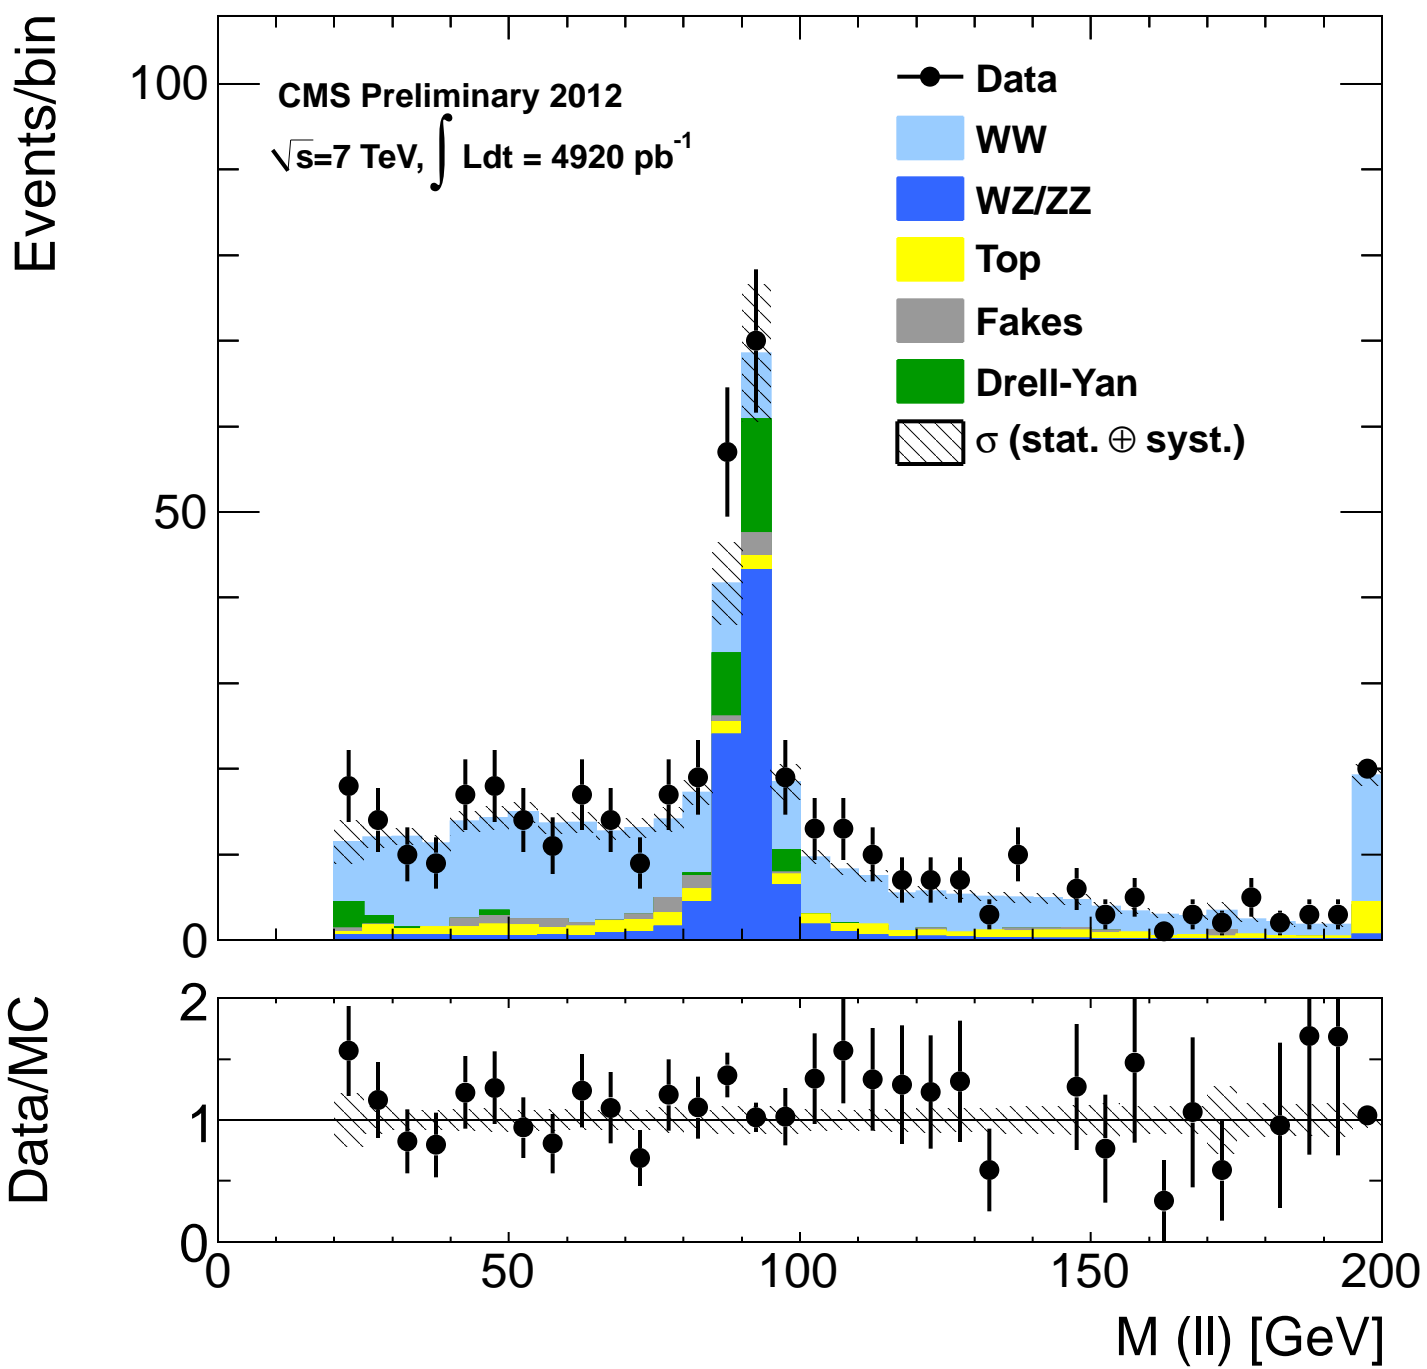 Events/bin
100
50
0
CMS Preliminary 2012
√s=7 TeV, ∫ Ldt = 4920 pb⁻¹
Data
WW
WZ/ZZ
Top
Fakes
Drell-Yan
σ (stat. ⊕ syst.)
Data/MC
2
1
0
0 50 100 150 200
M (ll) [GeV]